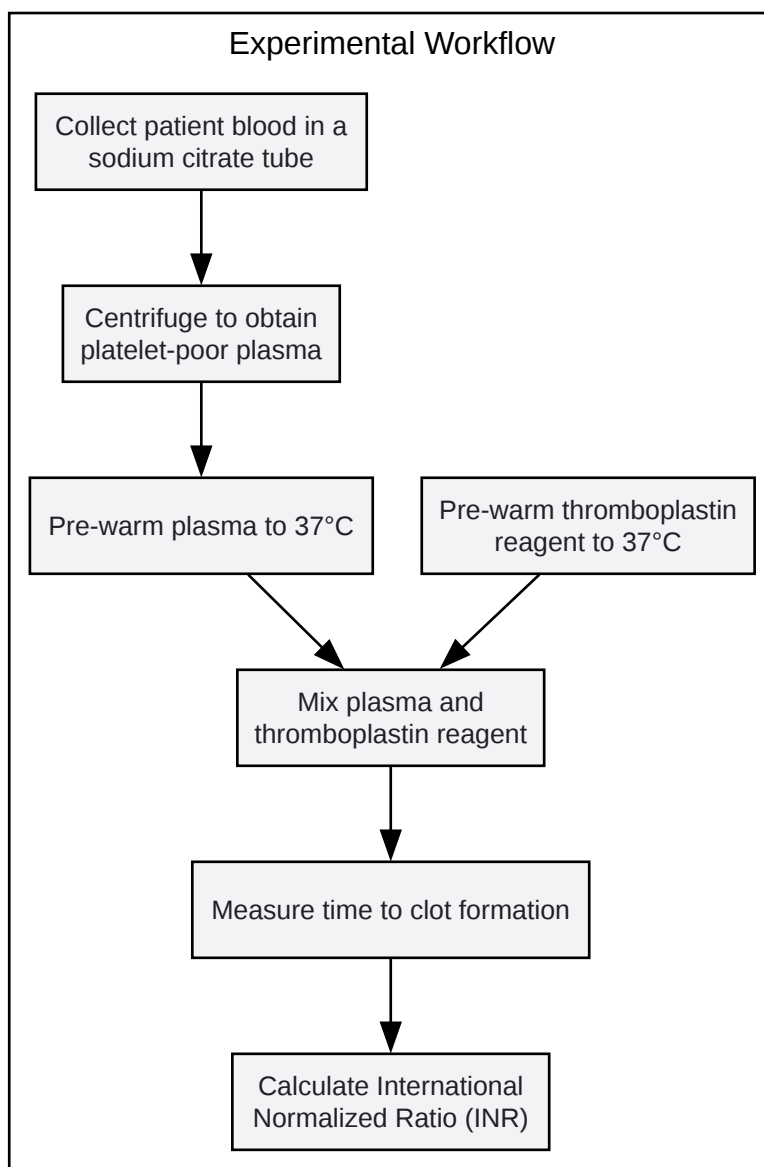 Experimental Workflow
Collect patient blood in a
sodium citrate tube
Centrifuge to obtain
platelet-poor plasma
Pre-warm plasma to 37°C
Pre-warm thromboplastin
reagent to 37°C
Mix plasma and
thromboplastin reagent
Measure time to clot formation
Calculate International
Normalized Ratio (INR)